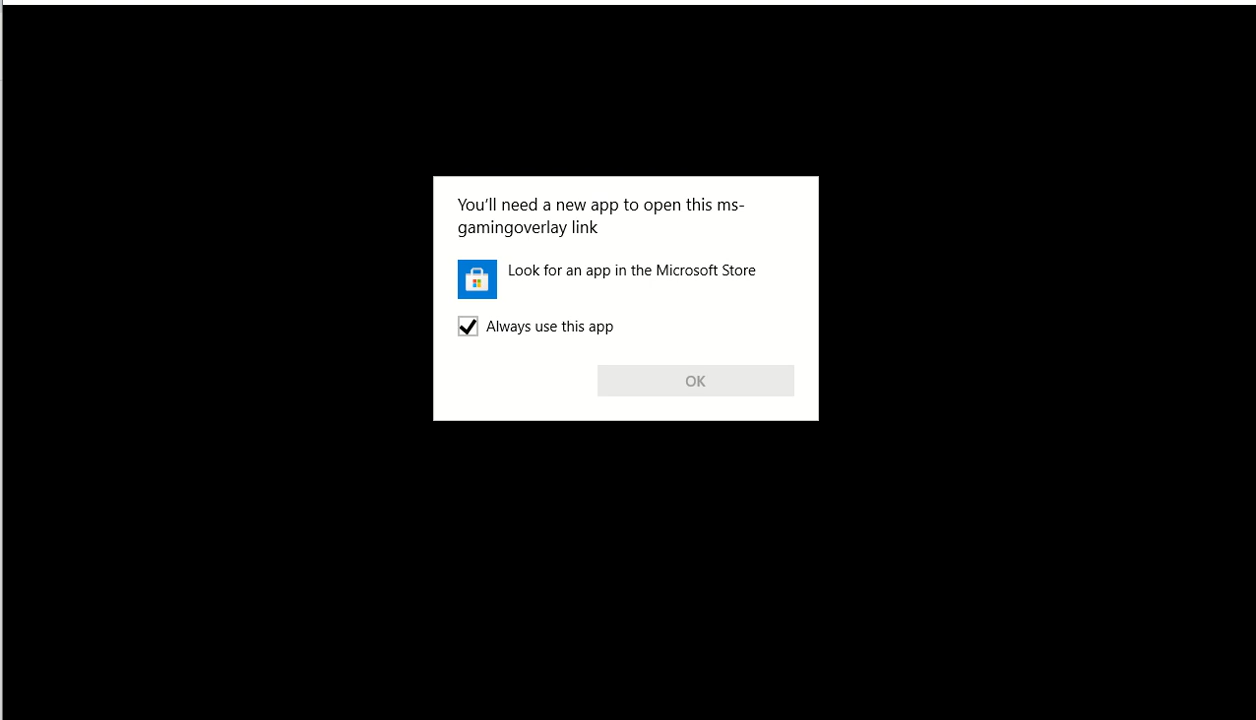 You’ll need a new app to open this ms-
gamingoverlay link
Look for an app in the Microsoft Store
Always use this app
OK